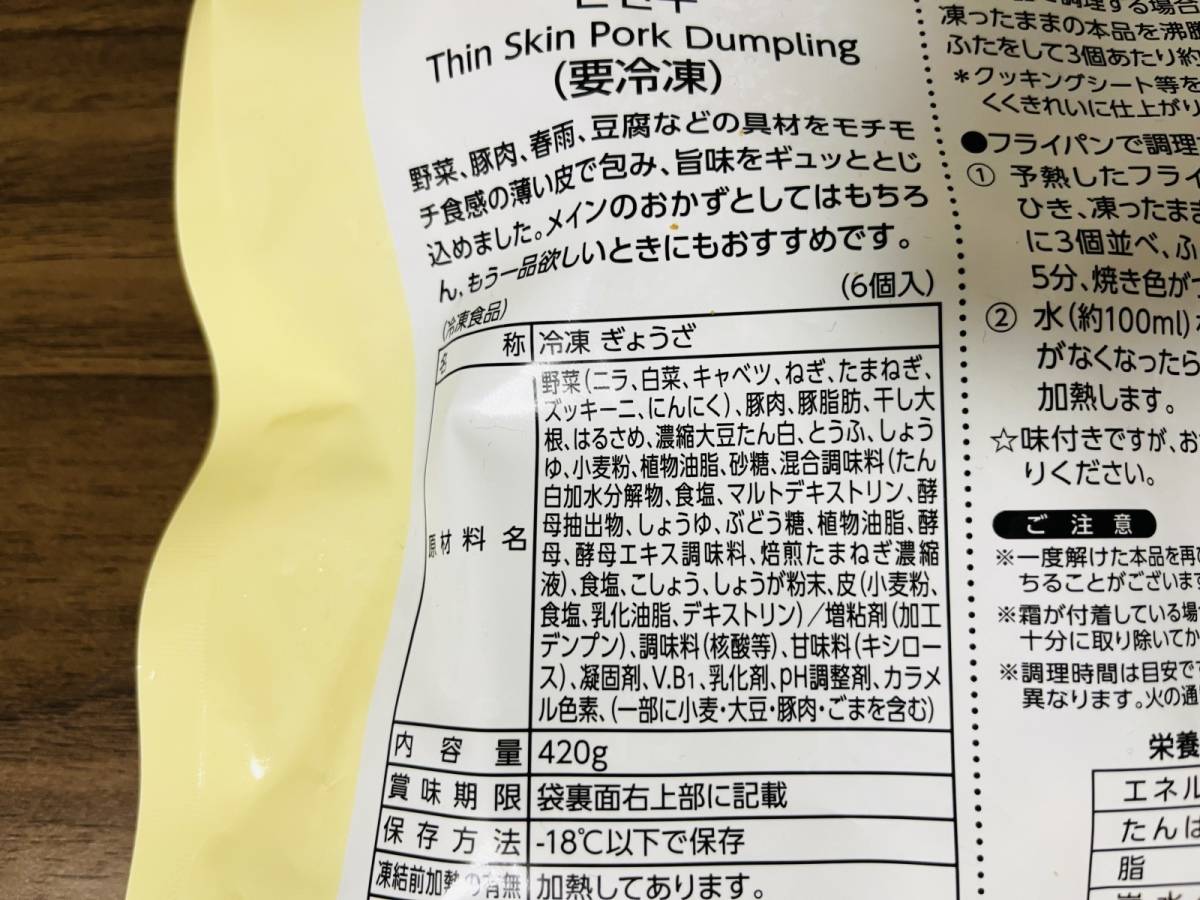 Thin Skin Pork Dumpling
(要冷凍)
野菜、豚肉、春雨、豆腐などの具材をモチモ
チ食感の薄い皮で包み、旨味をギュッととじ
込めました。メインのおかずとしてはもちろ
ん、もう一品欲しいときにもおすすめです。
(6個入)
(冷凍食品)
名 称 冷凍 ぎょうざ
原材料名
野菜(ニラ、白菜、キャベツ、ねぎ、たまねぎ、
ズッキーニ、にんにく)、豚肉、豚脂肪、干し大
根、はるさめ、濃縮大豆たん白、とうふ、しょう
ゆ、小麦粉、植物油脂、砂糖、混合調味料(たん
白加水分解物、食塩、マルトデキストリン、酵
母抽出物、しょうゆ、ぶどう糖、植物油脂、酵
母、酵母エキス調味料、焙煎たまねぎ濃縮
液)、食塩、こしょう、しょうが粉末、皮(小麦粉、
食塩、乳化油脂、デキストリン)/増粘剤(加工
デンプン)、調味料(核酸等)、甘味料(キシロー
ス)、凝固剤、V.B1、乳化剤、pH調整剤、カラメ
ル色素、(一部に小麦・大豆・豚肉・ごまを含む)
内容量 420g
賞味期限 袋裏面右上部に記載
保存方法 -18℃以下で保存
凍結前加熱の有無 加熱してあります。
調理する場合
凍ったままの本品を沸騰
ふたをして3個あたり約
*クッキングシート等を
くくきれいに仕上がり
●フライパンで調理
① 予熱したフライ
ひき、凍ったまま
に3個並べ、ふ
5分、焼き色が
② 水(約100ml)
がなくなったら
加熱します。
☆味付きですが、お
りください。
ご注意
※一度解けた本品を再び
ちることがございます
※霜が付着している場
十分に取り除いてか
※調理時間は目安で
異なります。火の通
栄養
エネル
たんぱ
脂